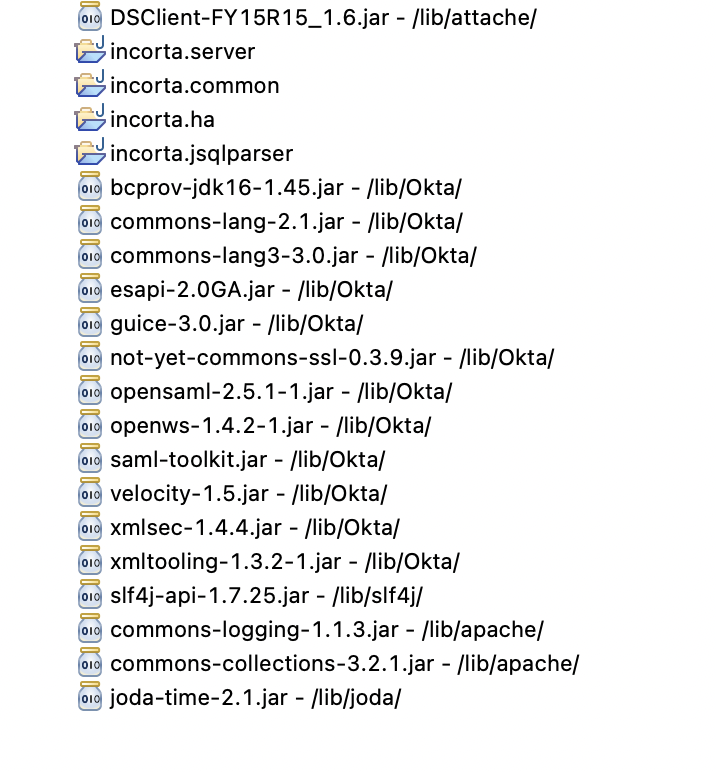 DSClient-FY15R15_1.6.jar - /lib/attache/
incorta.server
incorta.common
incorta.ha
incorta.jsqlparser
bcprov-jdk16-1.45.jar - /lib/Okta/
commons-lang-2.1.jar - /lib/Okta/
commons-lang3-3.0.jar - /lib/Okta/
esapi-2.0GA.jar - /lib/Okta/
guice-3.0.jar - /lib/Okta/
not-yet-commons-ssl-0.3.9.jar - /lib/Okta/
opensaml-2.5.1-1.jar - /lib/Okta/
openws-1.4.2-1.jar - /lib/Okta/
saml-toolkit.jar - /lib/Okta/
velocity-1.5.jar - /lib/Okta/
xmlsec-1.4.4.jar - /lib/Okta/
xmltooling-1.3.2-1.jar - /lib/Okta/
slf4j-api-1.7.25.jar - /lib/slf4j/
commons-logging-1.1.3.jar - /lib/apache/
commons-collections-3.2.1.jar - /lib/apache/
joda-time-2.1.jar - /lib/joda/